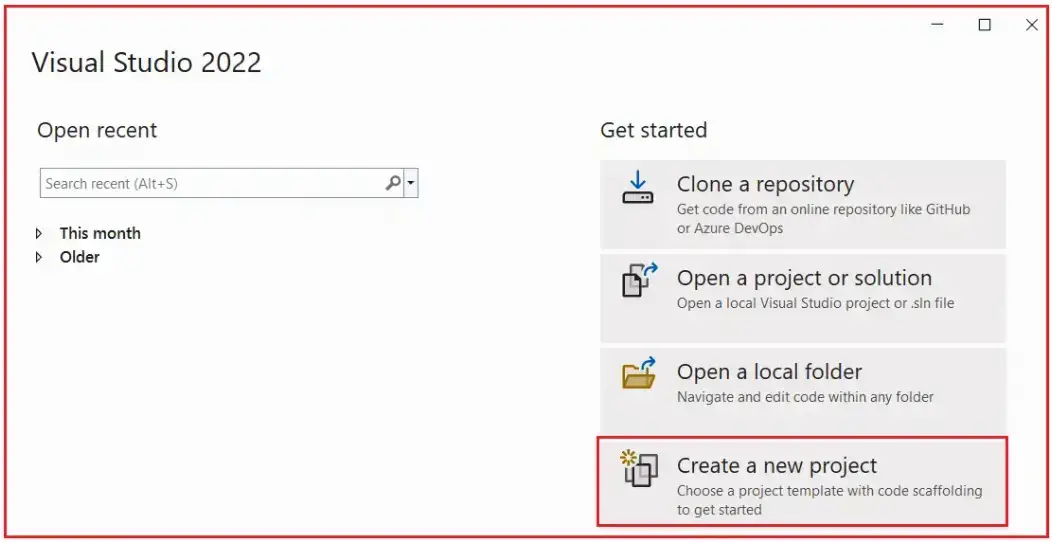 Visual Studio 2022
Open recent
Search recent (Alt+S)
This month
Older
Get started
Clone a repository
Get code from an online repository like GitHub
or Azure DevOps
Open a project or solution
Open a local Visual Studio project or .sln file
Open a local folder
Navigate and edit code within any folder
Create a new project
Choose a project template with code scaffolding
to get started